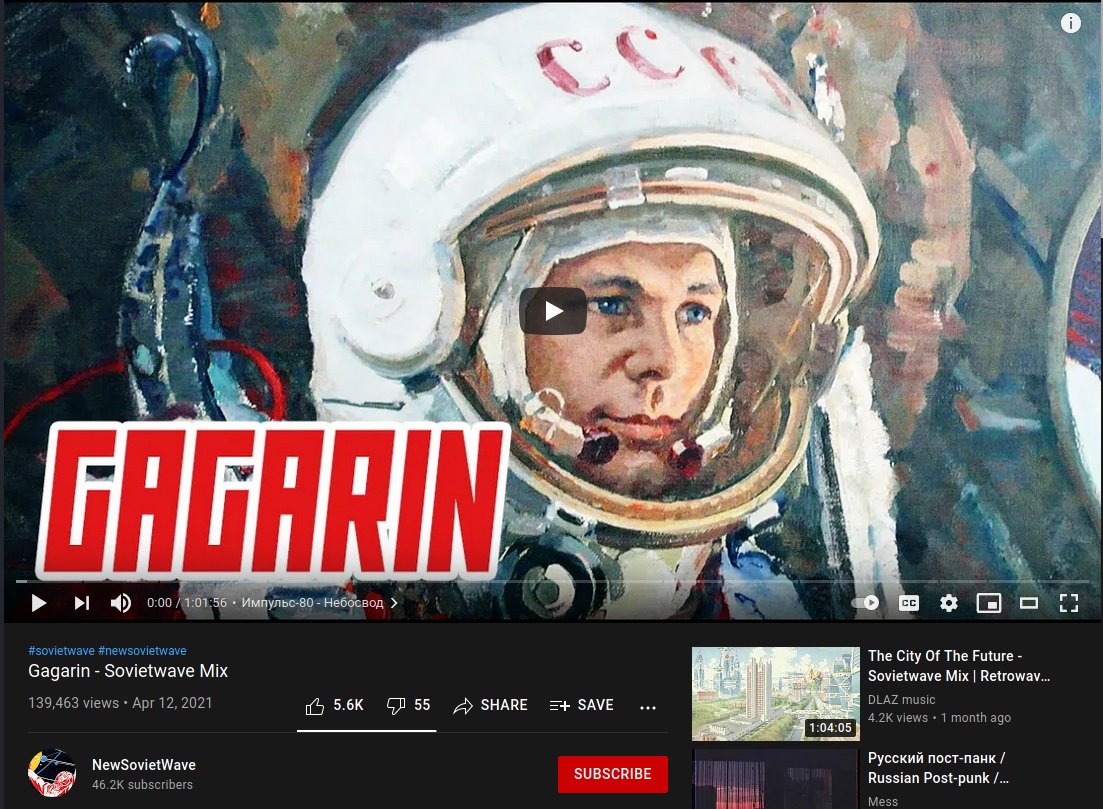 ССС
GAGARIN
0:00 / 1:01:56 • Импульс-80 - Небосвод
CC
#sovietwave #newsovietwave
Gagarin - Sovietwave Mix
139,463 views • Apr 12, 2021
5.6K
55
SHARE
SAVE
NewSovietWave
46.2K subscribers
SUBSCRIBE
1:04:05
The City Of The Future -
Sovietwave Mix | Retrowav...
DLAZ music
4.2K views • 1 month ago
Русский пост-панк /
Russian Post-punk /...
Mess